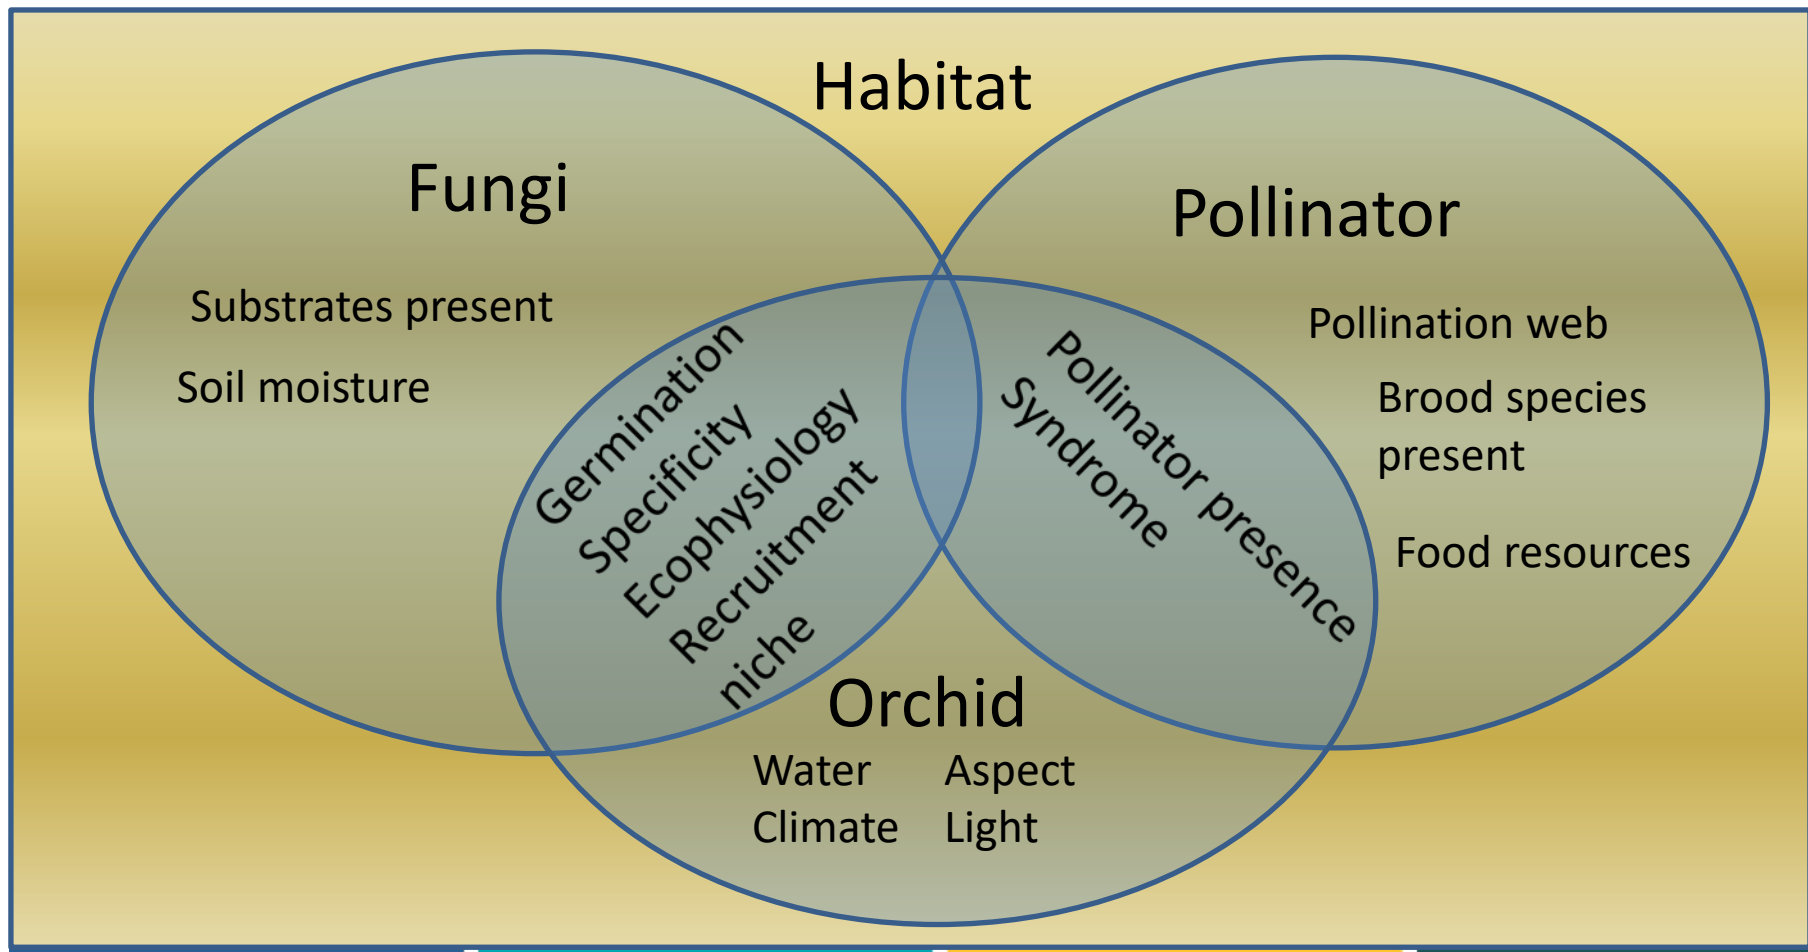 Habitat
Fungi
Substrates present
Soil moisture
Pollinator
Pollination web
Brood species
present
Food resources
Germination
Specificity
Ecophysiology
Recruitment
niche
Pollinator presence
Syndrome
Orchid
Water Aspect
Climate Light